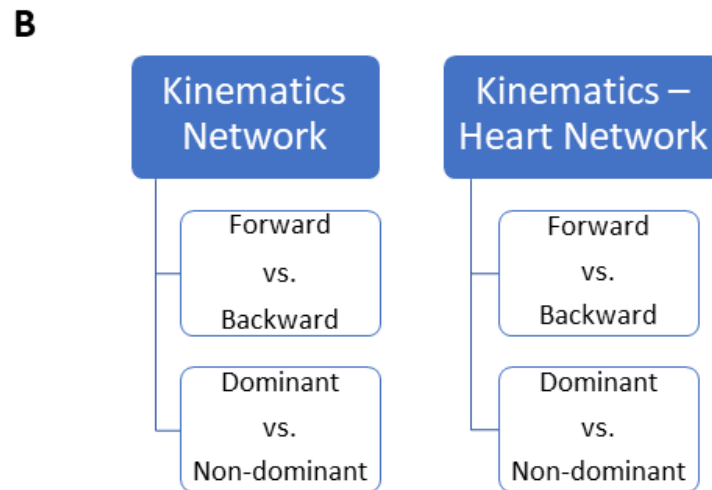 B
Kinematics
Network
Forward
vs.
Backward
Dominant
vs.
Non-dominant
Kinematics –
Heart Network
Forward
vs.
Backward
Dominant
vs.
Non-dominant